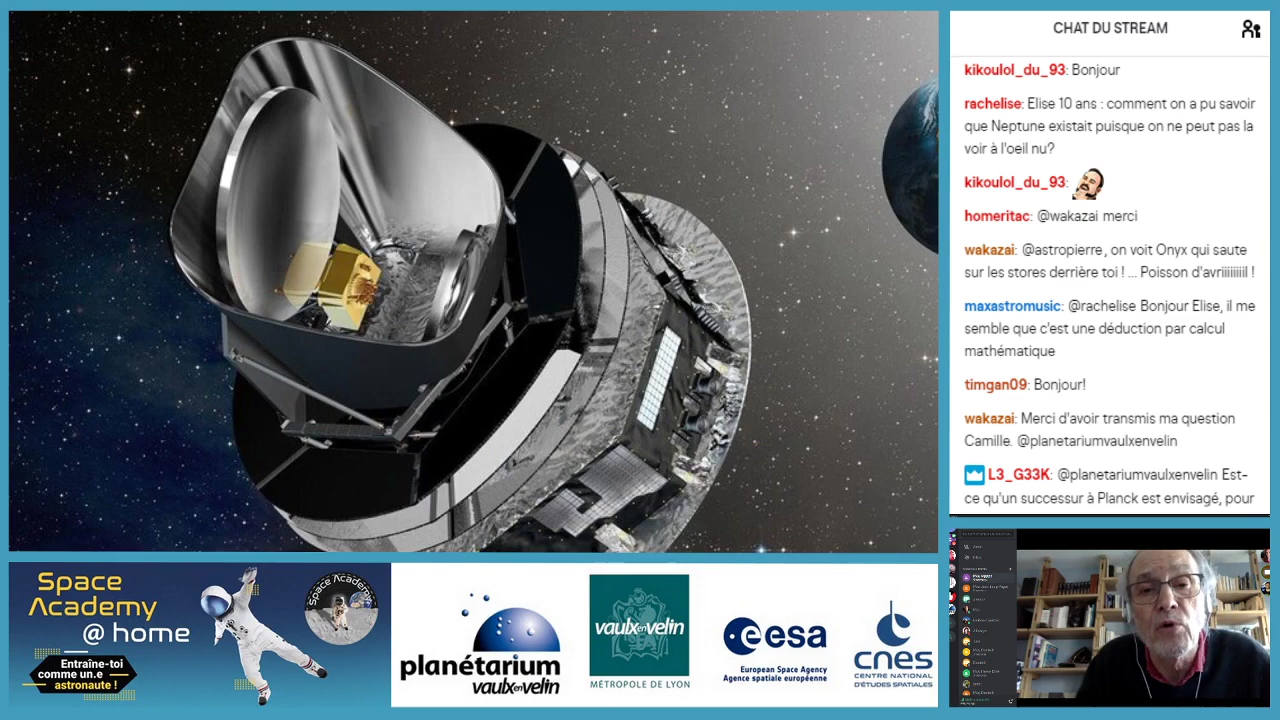 CHAT DU STREAM
kikoulol_du_93: Bonjour
rachelise: Elise 10 ans : comment on a pu savoir
que Neptune existait puisque on ne peut pas la
voir à l'oeil nu?
kikoulol_du_93:
homeritac: @wakazai merci
wakazai: @astropierre, on voit Onyx qui saute
sur les stores derrière toi ! ... Poisson d'avriiiiiiiiil !
maxastromusic: @rachelise Bonjour Elise, il me
semble que c'est une déduction par calcul
mathématique
timgan09: Bonjour!
wakazai: Merci d'avoir transmis ma question
Camille. @planetariumvaulxenvelin
L3_G33K: @planetariumvaulxenvelin Est-
ce qu'un successur à Planck est envisagé, pour
Space
Academy
@ home
Entraîne-toi
comme un.e
astronaute !
Space Academy
planétarium
vaulx en velin
vaulx en velin
MÉTROPOLE DE LYON
esa
European Space Agency
Agence spatiale européenne
cnes
CENTRE NATIONAL
D'ÉTUDES SPATIALES